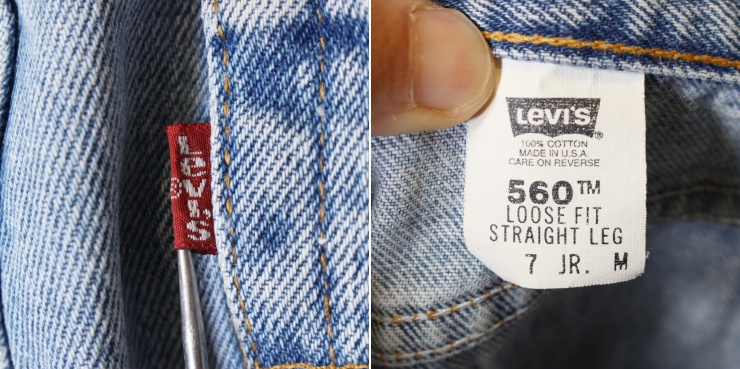 LeVI'S
®
LEVI'S®
100% COTTON
MADE IN U.S.A.
CARE ON REVERSE
560™
LOOSE FIT
STRAIGHT LEG
7 JR. M